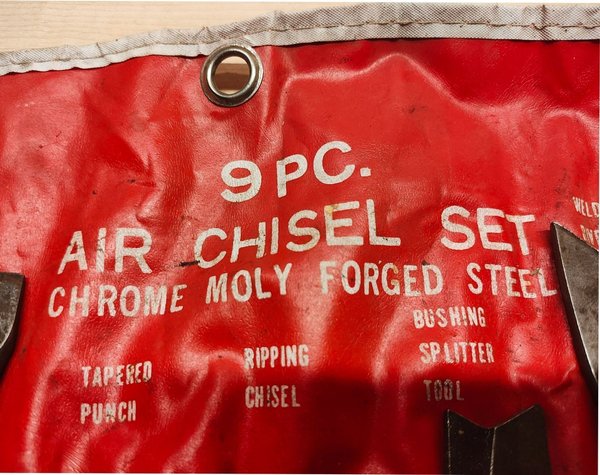 9 PC.
AIR CHISEL SET
CHROME MOLY FORGED STEEL
TAPERED
PUNCH
RIPPING
CHISEL
BUSHING
SPLITTER
TOOL